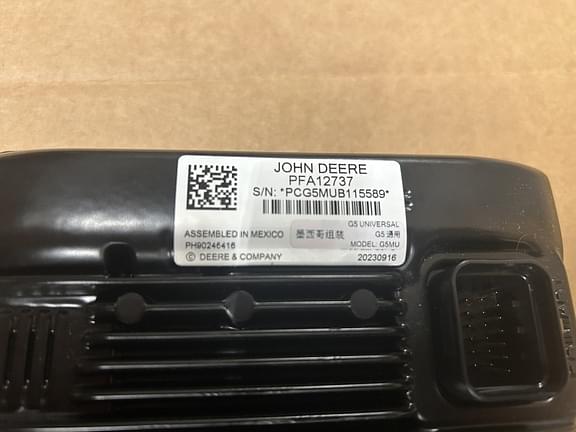 JOHN DEERE
PFA12737
S/N: *PCG5MUB115589*
G5 UNIVERSAL
ASSEMBLED IN MEXICO 墨西哥组装 G5 通用
PH90246416 MODEL: G5MU
© DEERE & COMPANY 20230916